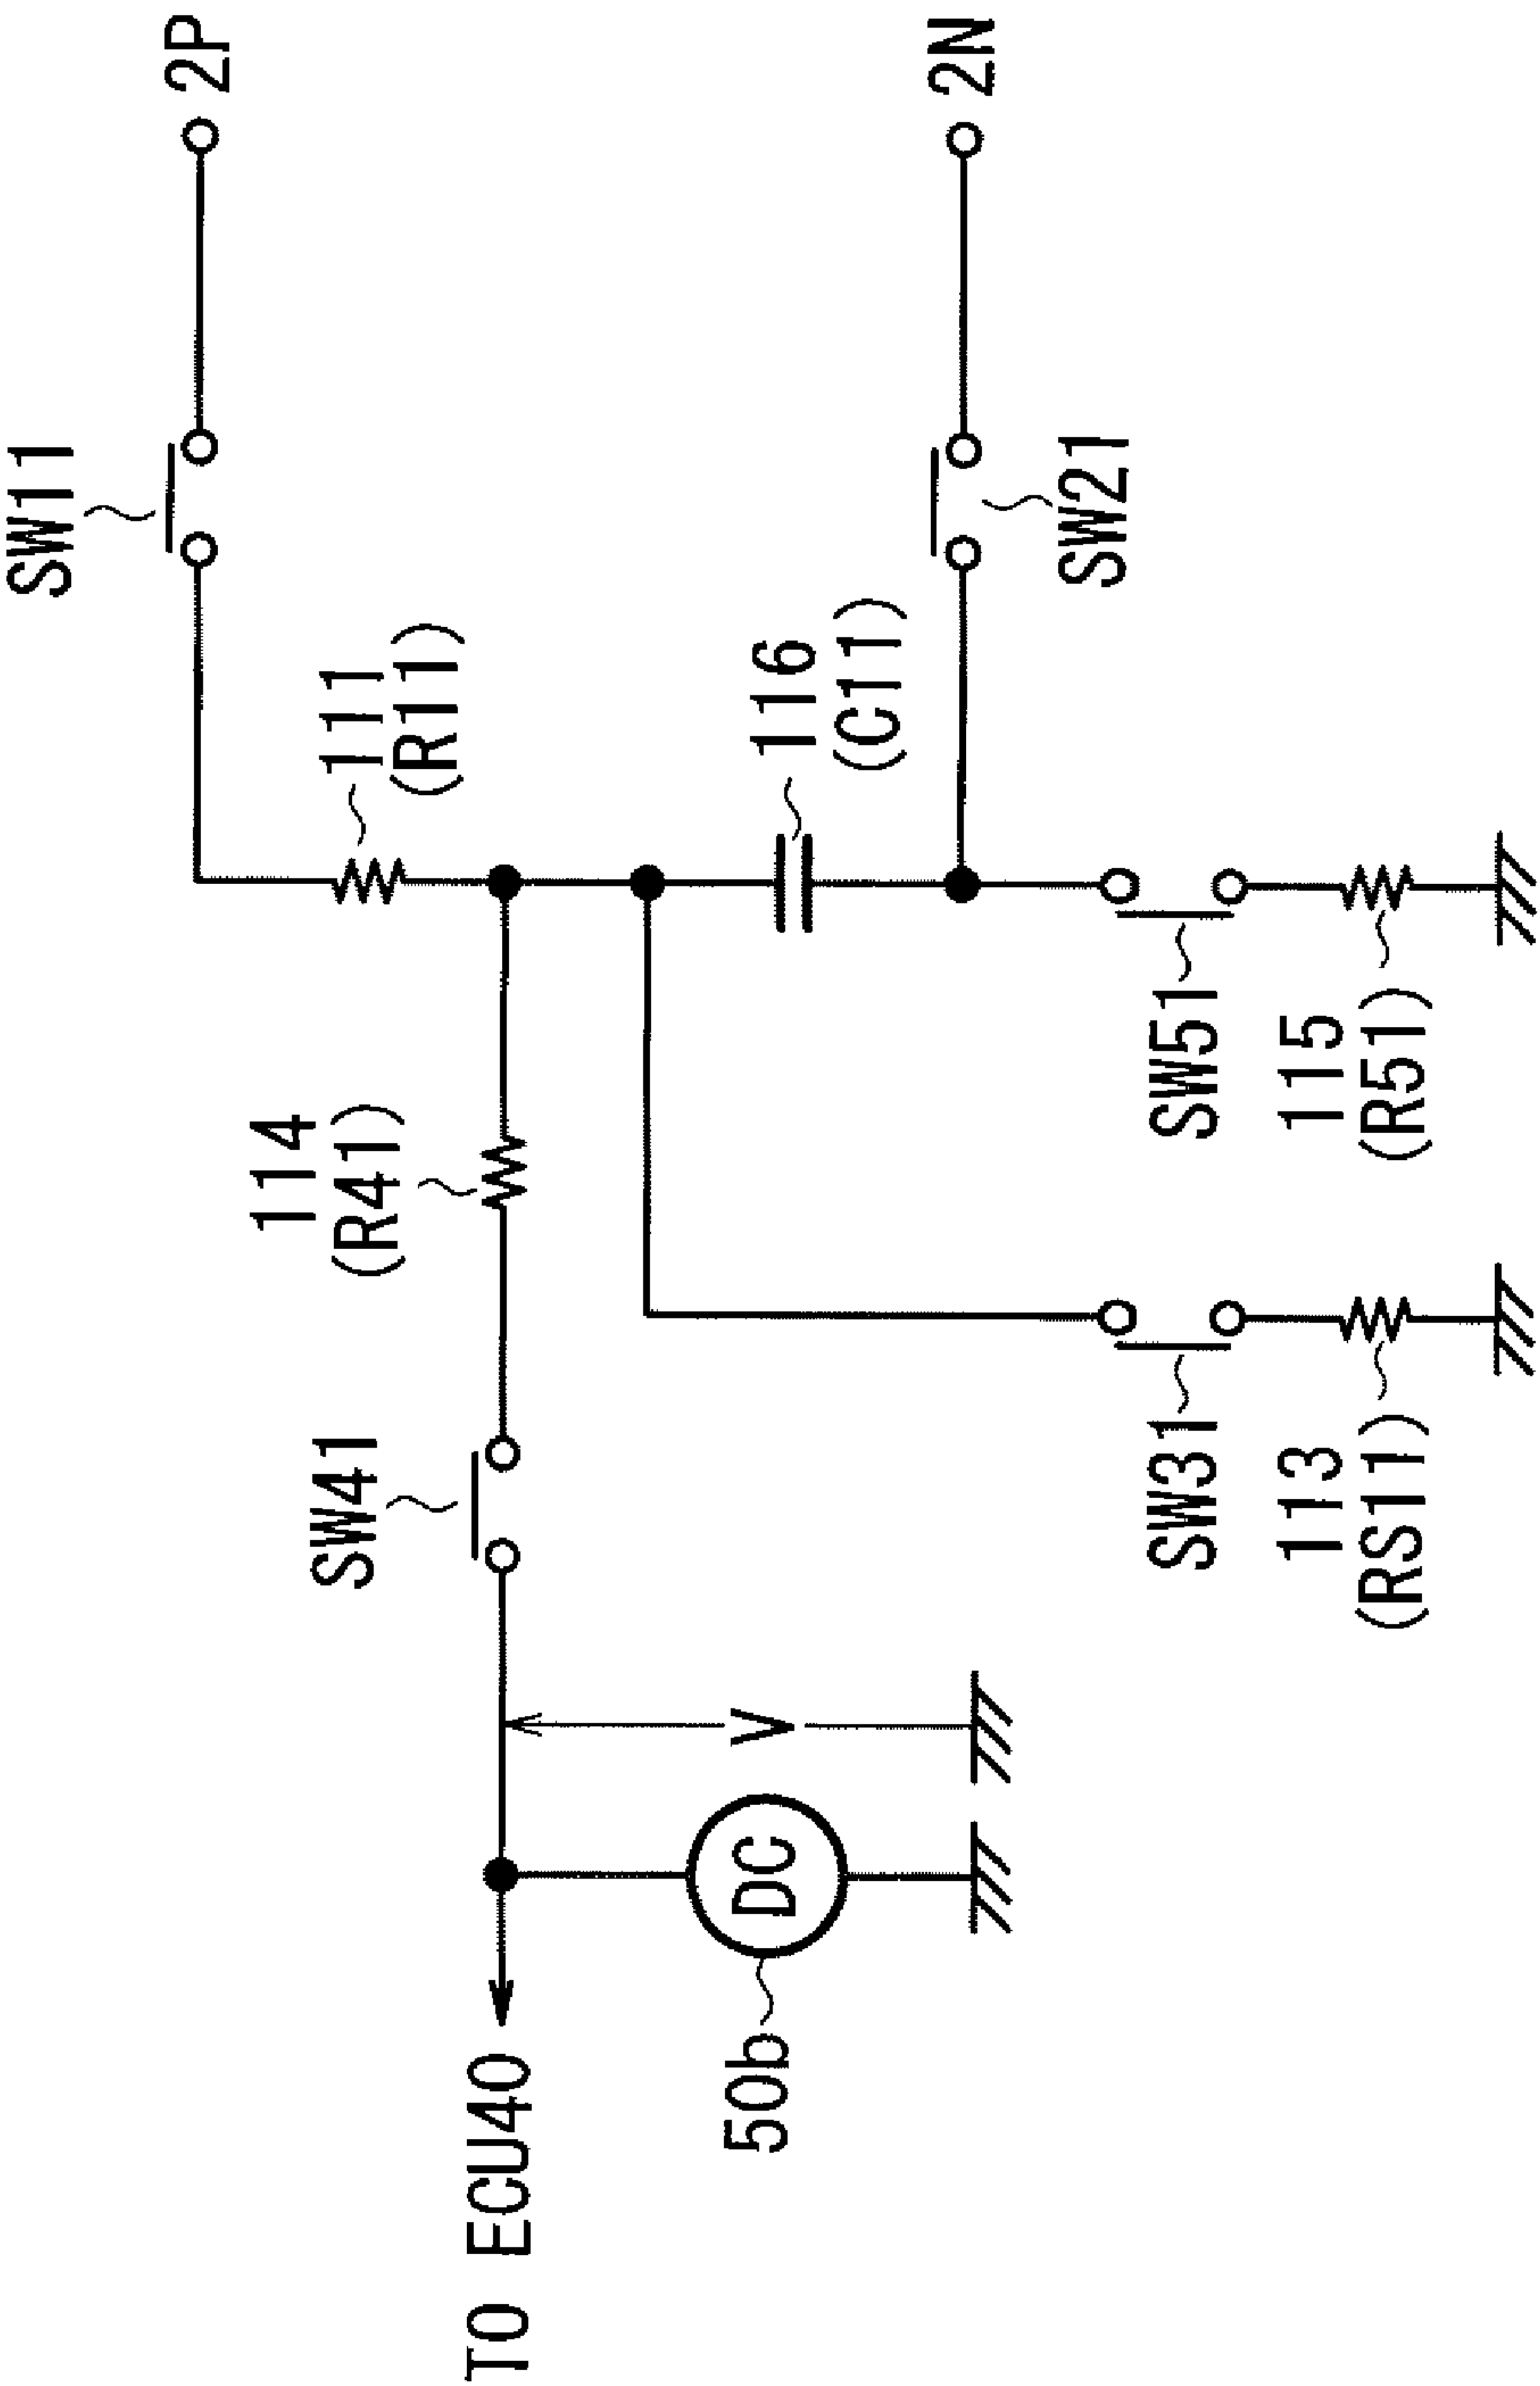 SW11
2P
111
(R11)
114
(R41)
SW41
TO ECU40
116
(C11)
2N
SW21
V
DC
50b
SW51
115
(R51)
SW31
113
(RS11)